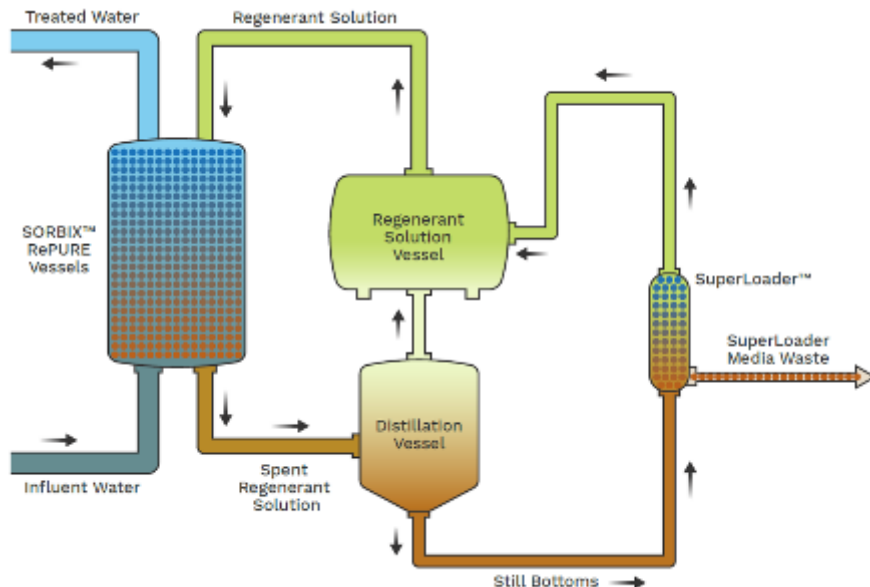 Treated Water
Regenerant Solution
SORBIX™
RePURE
Vessels
Regenerant
Solution
Vessel
SuperLoader™
SuperLoader
Media Waste
Distillation
Vessel
Influent Water
Spent
Regenerant
Solution
Still Bottoms